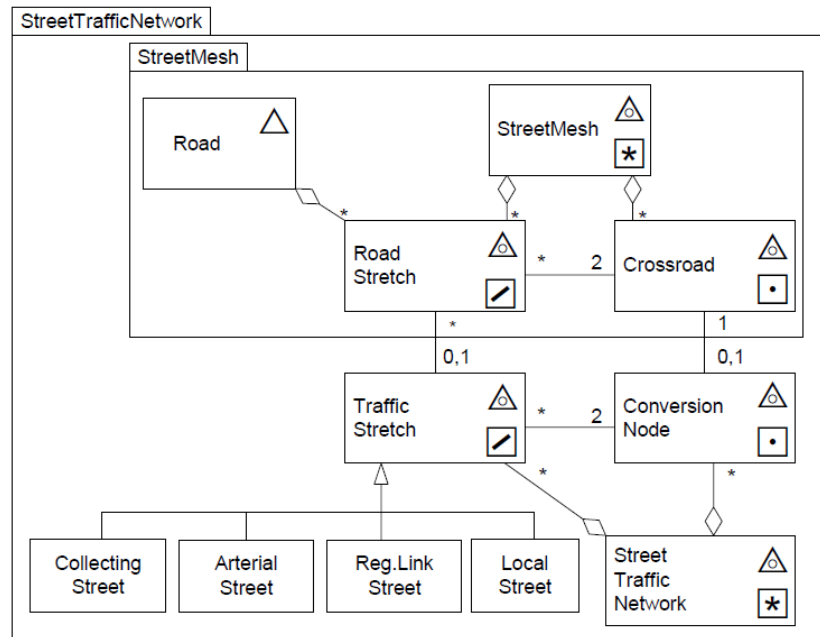 StreetTrafficNetwork
StreetMesh
Road
StreetMesh
*
*
*
*
Road
Stretch
*
2
Crossroad
*
1
0,1
0,1
Traffic
Stretch
*
2
Conversion
Node
*
*
Collecting
Street
Arterial
Street
Reg.Link
Street
Local
Street
Street
Traffic
Network
*